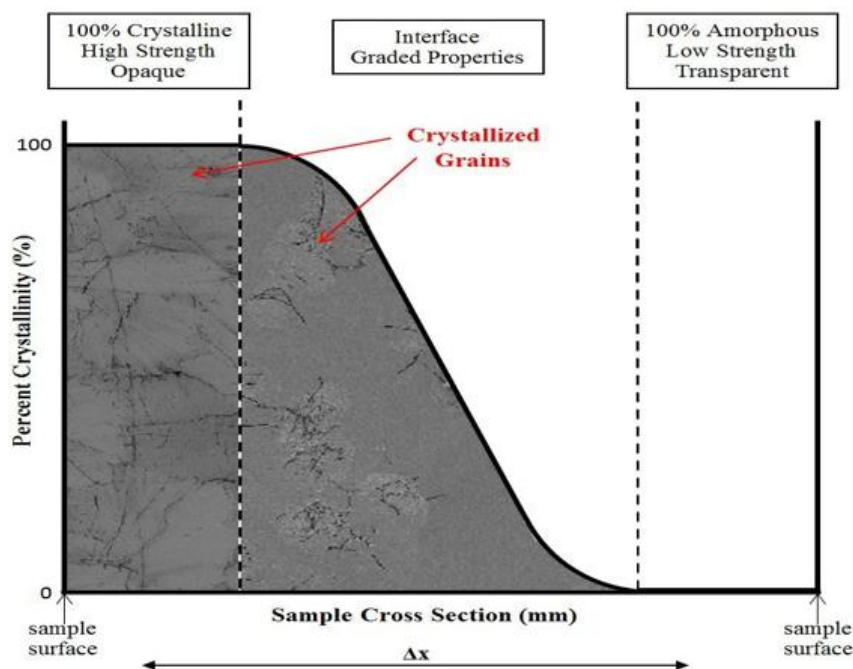 100% Crystalline
High Strength
Opaque
Interface
Graded Properties
100% Amorphous
Low Strength
Transparent
Crystallized
Grains
100
Percent Crystallinity (%)
0
Sample Cross Section (mm)
sample
surface
sample
surface
Δx